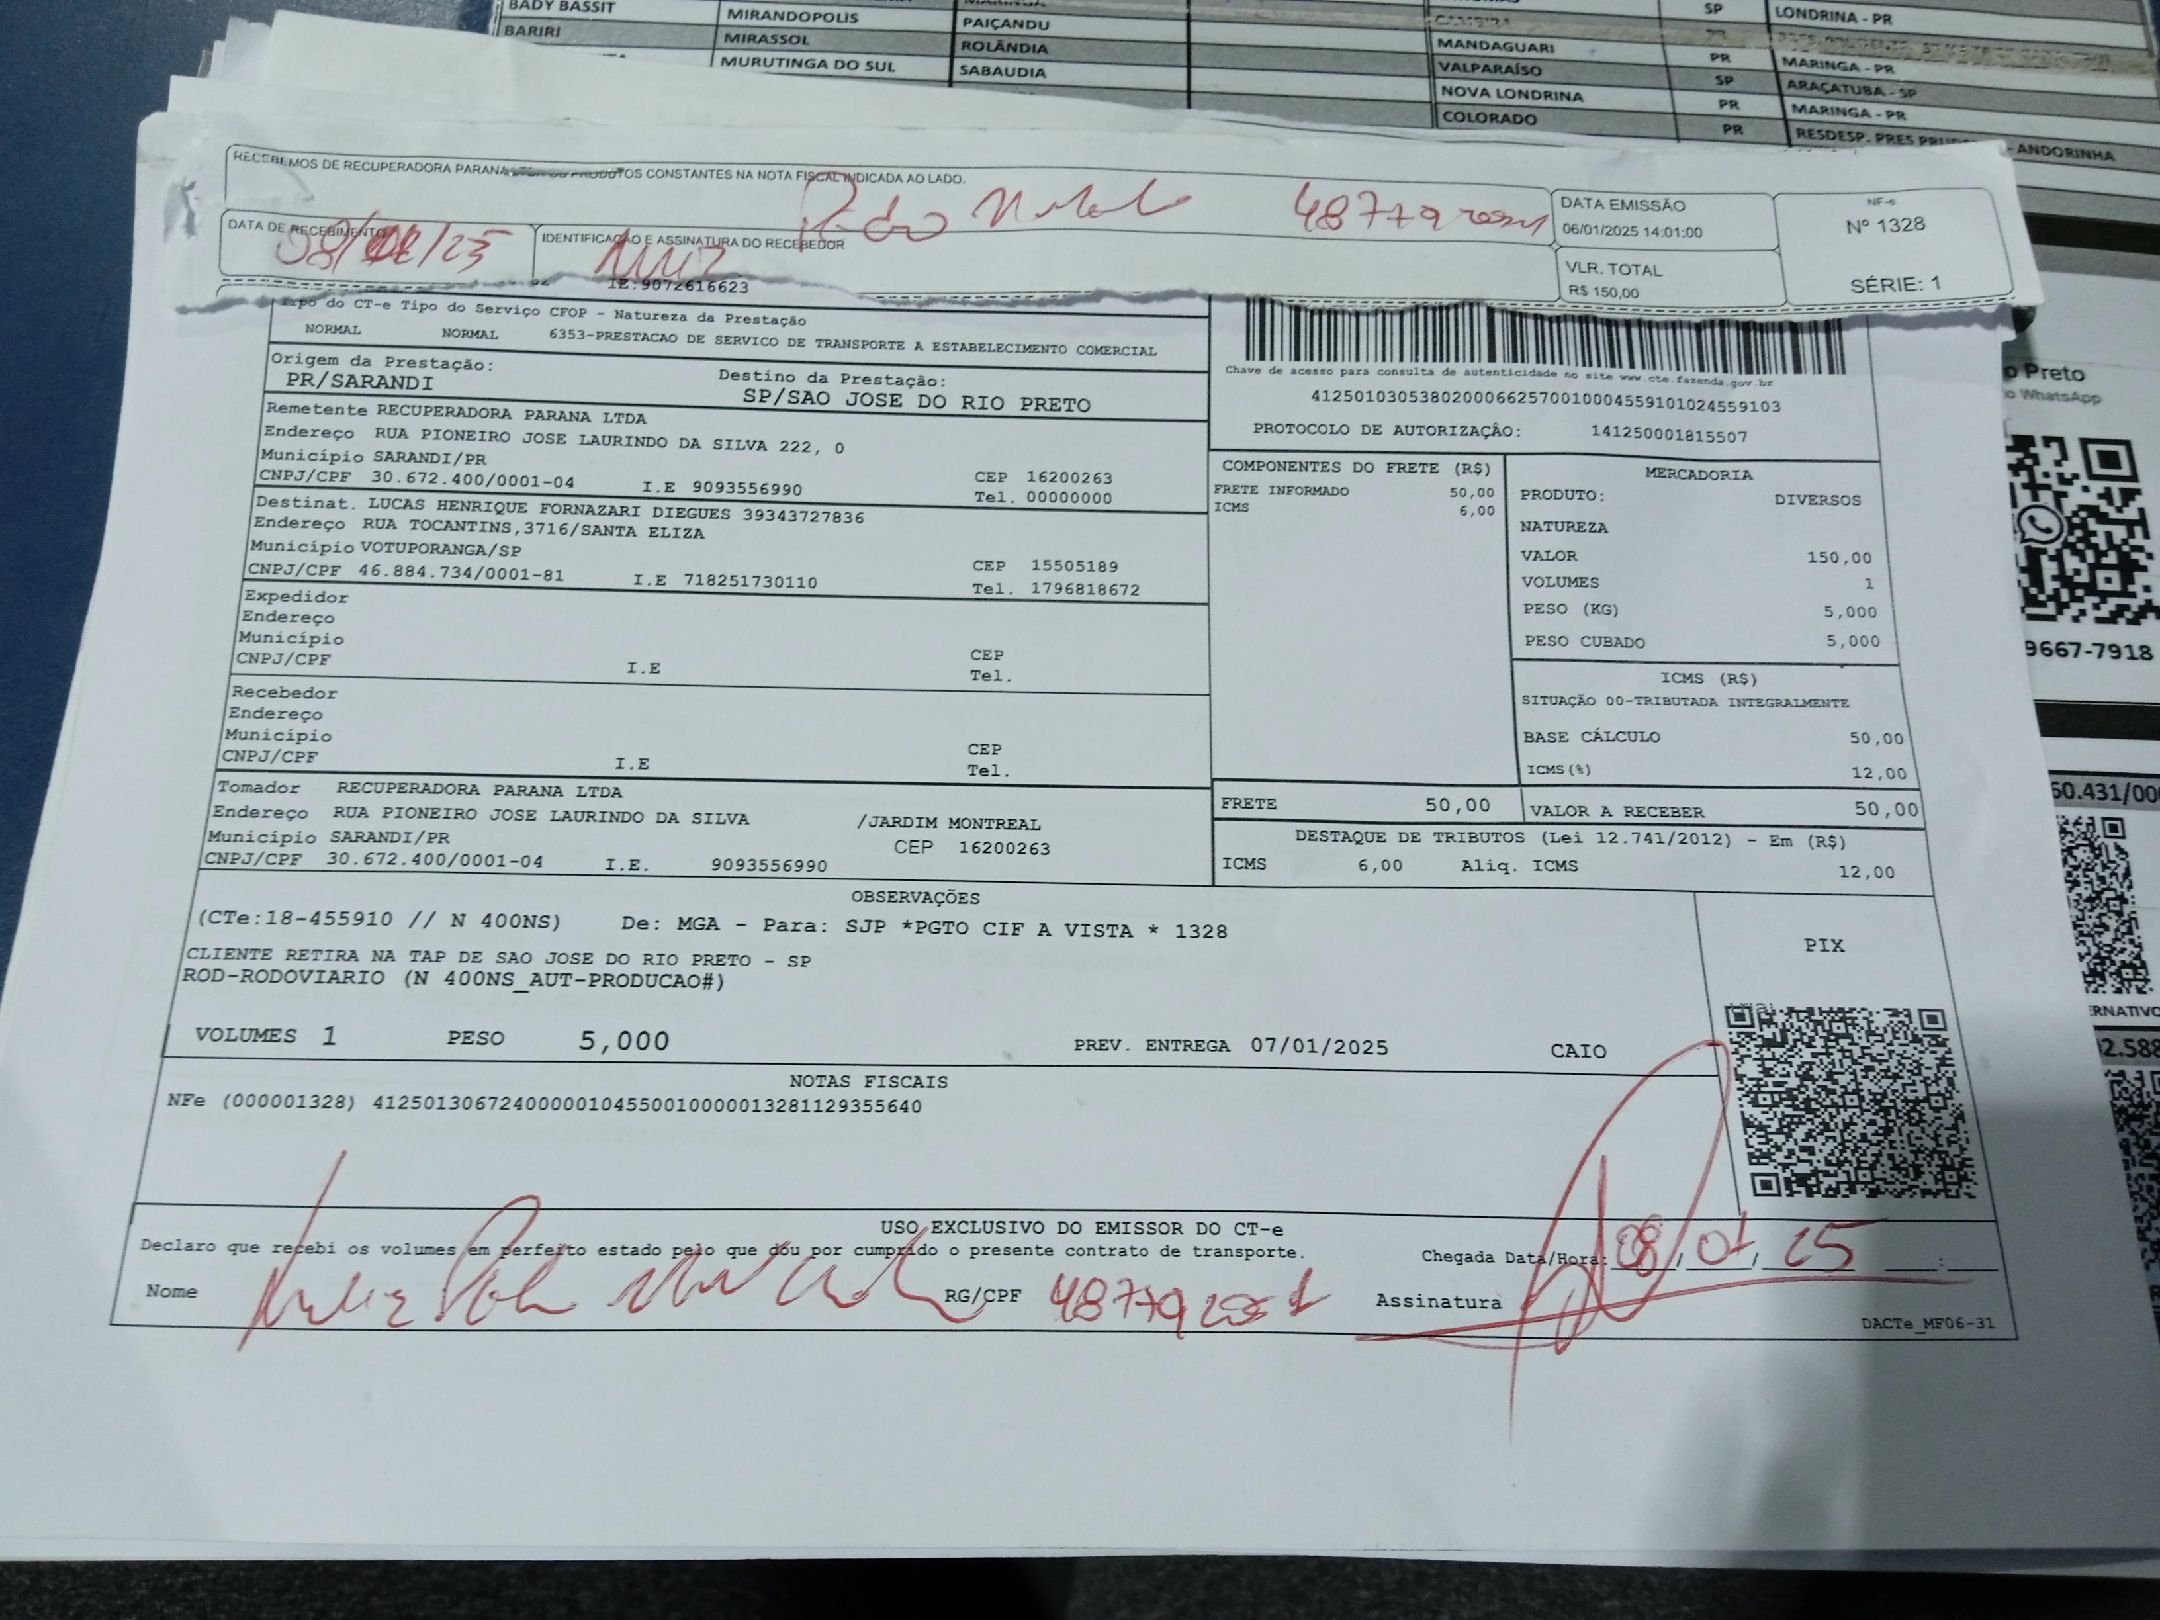 BADY BASSIT MIRANDOPOLIS PAIÇANDU SP LONDRINA - PR
BARIRI MIRASSOL ROLÂNDIA MANDAGUARI PR MARINGA - PR
MURUTINGA DO SUL SABAUDIA VALPARAÍSO SP ARAÇATUBA - SP
NOVA LONDRINA PR MARINGA - PR
COLORADO PR RESDESP. PRES - ANDORINHA
RECEBEMOS DE RECUPERADORA PARANA PRODUTOS CONSTANTES NA NOTA FISCAL INDICADA AO LADO.
48779
DATA DE RECEBIMENTO 08/01/25
IDENTIFICAÇÃO E ASSINATURA DO RECEBEDOR
DATA EMISSÃO
06/01/2025 14:01:00
VLR. TOTAL
R$ 150,00
NF-e
Nº 1328
SÉRIE: 1
IE:9072616623
Tipo do CT-e Tipo do Serviço CFOP - Natureza da Prestação
NORMAL NORMAL 6353-PRESTACAO DE SERVICO DE TRANSPORTE A ESTABELECIMENTO COMERCIAL
Origem da Prestação: Destino da Prestação:
PR/SARANDI SP/SAO JOSE DO RIO PRETO
Chave de acesso para consulta de autenticidade no site www.cte.fazenda.gov.br
41250103053802000662570010004559101024559103
PROTOCOLO DE AUTORIZAÇÃO: 141250001815507
Remetente RECUPERADORA PARANA LTDA
Endereço RUA PIONEIRO JOSE LAURINDO DA SILVA 222, 0
Município SARANDI/PR CEP 16200263
CNPJ/CPF 30.672.400/0001-04 I.E 9093556990 Tel. 00000000
Destinat. LUCAS HENRIQUE FORNAZARI DIEGUES 39343727836
Endereço RUA TOCANTINS,3716/SANTA ELIZA
Município VOTUPORANGA/SP CEP 15505189
CNPJ/CPF 46.884.734/0001-81 I.E 718251730110 Tel. 1796818672
Expedidor
Endereço
Município CEP
CNPJ/CPF I.E Tel.
Recebedor
Endereço
Município CEP
CNPJ/CPF I.E Tel.
Tomador RECUPERADORA PARANA LTDA
Endereço RUA PIONEIRO JOSE LAURINDO DA SILVA /JARDIM MONTREAL
Município SARANDI/PR CEP 16200263
CNPJ/CPF 30.672.400/0001-04 I.E. 9093556990
COMPONENTES DO FRETE (R$)
FRETE INFORMADO 50,00
ICMS 6,00
MERCADORIA
PRODUTO: DIVERSOS
NATUREZA
VALOR 150,00
VOLUMES 1
PESO (KG) 5,000
PESO CUBADO 5,000
ICMS (R$)
SITUAÇÃO 00-TRIBUTADA INTEGRALMENTE
BASE CÁLCULO 50,00
ICMS(%) 12,00
FRETE 50,00 VALOR A RECEBER 50,00
DESTAQUE DE TRIBUTOS (Lei 12.741/2012) - Em (R$)
ICMS 6,00 Aliq. ICMS 12,00
OBSERVAÇÕES
(CTe:18-455910 // N 400NS) De: MGA - Para: SJP *PGTO CIF A VISTA * 1328
CLIENTE RETIRA NA TAP DE SAO JOSE DO RIO PRETO - SP
ROD-RODOVIARIO (N 400NS_AUT-PRODUCAO#)
PIX
VOLUMES 1 PESO 5,000 PREV. ENTREGA 07/01/2025 CAIO
NOTAS FISCAIS
NFe (000001328) 41250130672400000104550010000013281129355640
USO EXCLUSIVO DO EMISSOR DO CT-e
Declaro que recebi os volumes em perfeito estado pelo que dou por cumprido o presente contrato de transporte. Chegada Data/Hora: 08/01/25 :
Nome RG/CPF 48779 Assinatura
DACTe_MF06-31
o Preto
o WhatsApp
9667-7918
60.431/00
ERNATIVO
2.588